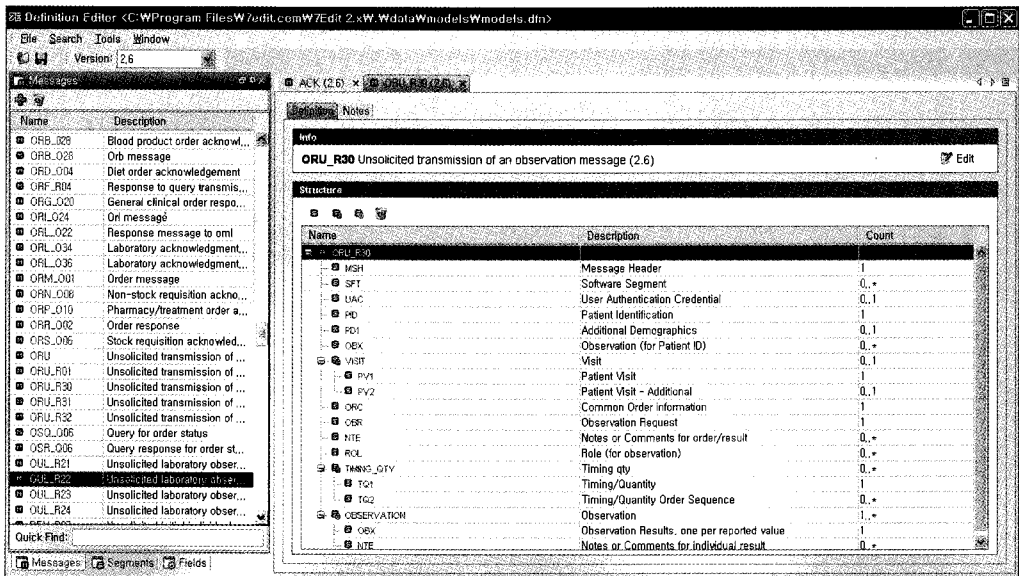 Definition Editor <C:₩Program Files₩7edit.com₩7Edit 2.x₩.₩data₩models₩models.dfn>
File Search Tools Window
Version: 2.6
Messages
Name Description
ORB_028 Blood product order acknowl...
ORB_O28 Orb message
ORD_O04 Diet order acknowledgement
ORF_R04 Response to query transmis...
ORG_O20 General clinical order respo...
ORI_O24 Ori message
ORL_O22 Response message to oml
ORL_O34 Laboratory acknowledgment...
ORL_O36 Laboratory acknowledgment...
ORM_O01 Order message
ORN_O08 Non-stock requisition ackno...
ORP_O10 Pharmacy/treatment order a...
ORR_O02 Order response
ORS_O06 Stock requisition acknowled...
ORU Unsolicited transmission of ...
ORU_R01 Unsolicited transmission of ...
ORU_R30 Unsolicited transmission of ...
ORU_R31 Unsolicited transmission of ...
ORU_R32 Unsolicited transmission of ...
OSQ_Q06 Query for order status
OSR_Q06 Query response for order st...
OUL_R21 Unsolicited laboratory obser...
OUL_R22 Unsolicited laboratory obser...
OUL_R23 Unsolicited laboratory obser...
OUL_R24 Unsolicited laboratory obser...
Quick Find:
Messages Segments Fields
ACK (2.6) ORU_R30 (2.6)
Definition Notes
Info
ORU_R30 Unsolicited transmission of an observation message (2.6) Edit
Structure
Name Description Count
ORU_R30
MSH Message Header 1
SFT Software Segment 0..*
UAC User Authentication Credential 0..1
PID Patient Identification 1
PD1 Additional Demographics 0..1
OBX Observation (for Patient ID) 0..*
VISIT Visit 0..1
PV1 Patient Visit 1
PV2 Patient Visit - Additional 0..1
ORC Common Order information 1
OBR Observation Request 1
NTE Notes or Comments for order/result 0..*
ROL Role (for observation) 0..*
TIMING_QTY Timing qty 0..*
TQ1 Timing/Quantity 1
TQ2 Timing/Quantity Order Sequence 0..*
OBSERVATION Observation 1..*
OBX Observation Results, one per reported value 1
NTE Notes or Comments for individual result 0..*